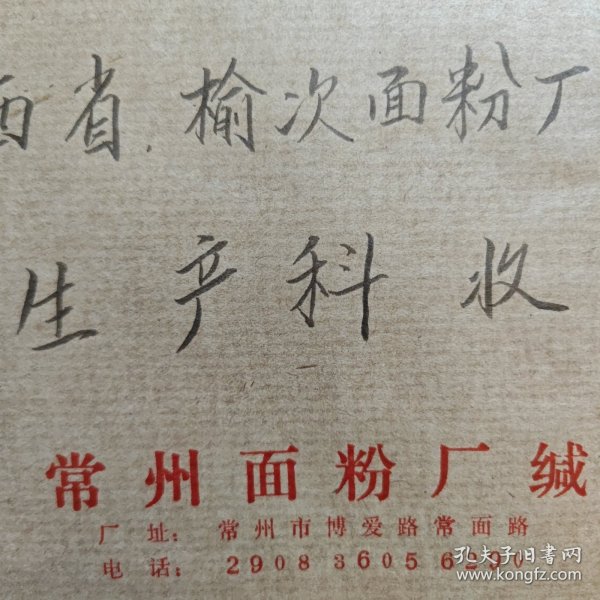 西省.榆次面粉厂
生产科收
常州面粉厂缄
厂址：常州市博爱路常面路
电话：2908 3605 6290
孔夫子旧书网
www.kongfz.com